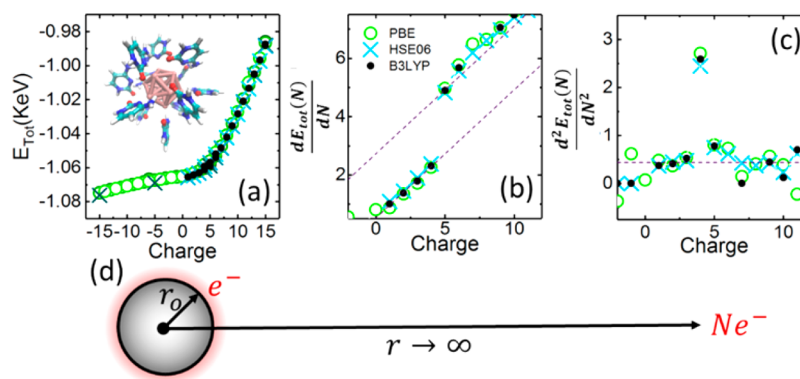 -0.98
-1.00
-1.02
-1.04
-1.06
-1.08
E_Tot(KeV)
-15 -10 -5 0 5 10 15
Charge
(a)
6
4
2
dE_tot(N)
dN
PBE
HSE06
B3LYP
0 5 10
Charge
(b)
3
2
1
0
d²E_tot(N)
dN²
0 5 10
Charge
(c)
(d)
r_o
e⁻
r → ∞
Ne⁻